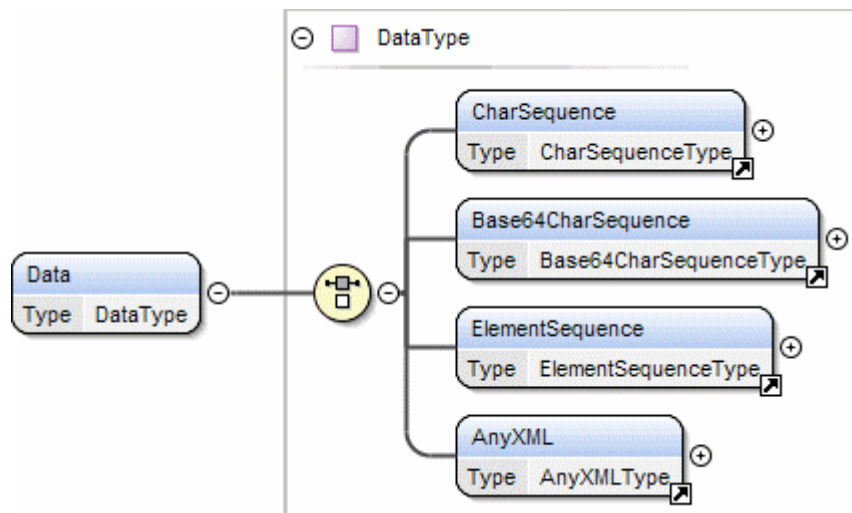 DataType
CharSequence
Type CharSequenceType
Base64CharSequence
Type Base64CharSequenceType
Data
Type DataType
ElementSequence
Type ElementSequenceType
AnyXML
Type AnyXMLType